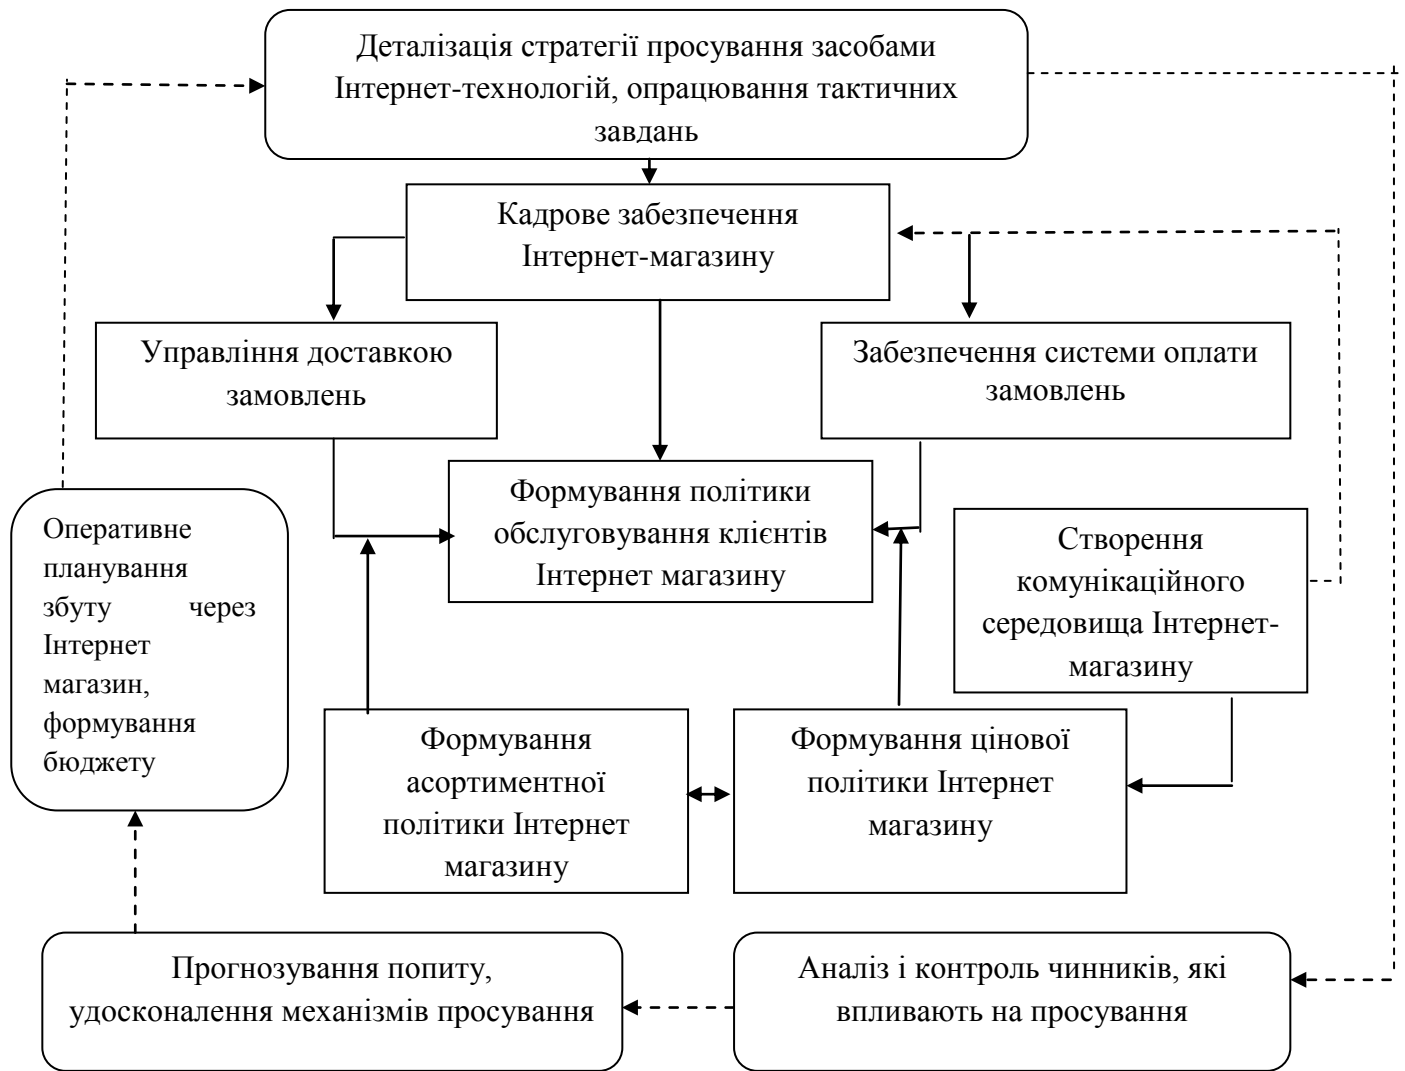 Деталізація стратегії просування засобами
Інтернет-технологій, опрацювання тактичних
завдань
Кадрове забезпечення
Інтернет-магазину
Управління доставкою
замовлень
Забезпечення системи оплати
замовлень
Формування політики
обслуговування клієнтів
Інтернет магазину
Оперативне
планування
збуту через
Інтернет
магазин,
формування
бюджету
Створення
комунікаційного
середовища Інтернет-
магазину
Формування
асортиментної
політики Інтернет
магазину
Формування цінової
політики Інтернет
магазину
Прогнозування попиту,
удосконалення механізмів просування
Аналіз і контроль чинників, які
впливають на просування